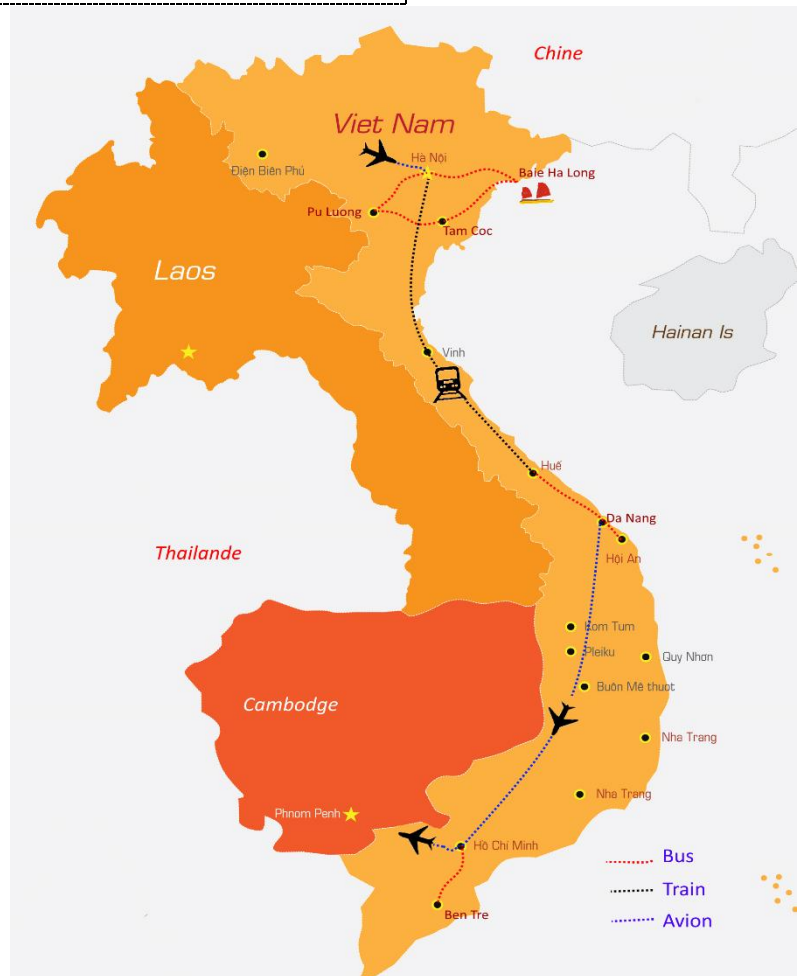 Chine
Viet Nam
Hà Nội
Điện Biên Phủ
Baie Ha Long
Pu Luong
Tam Coc
Laos
Hainan Is
Vinh
Huế
Da Nang
Thailande
Hội An
Kom Tum
Pleiku
Quy Nhơn
Buôn Mê thuot
Cambodge
Nha Trang
Nha Trang
Phnom Penh
Hồ Chí Minh
Bus
Train
Ben Tre
Avion